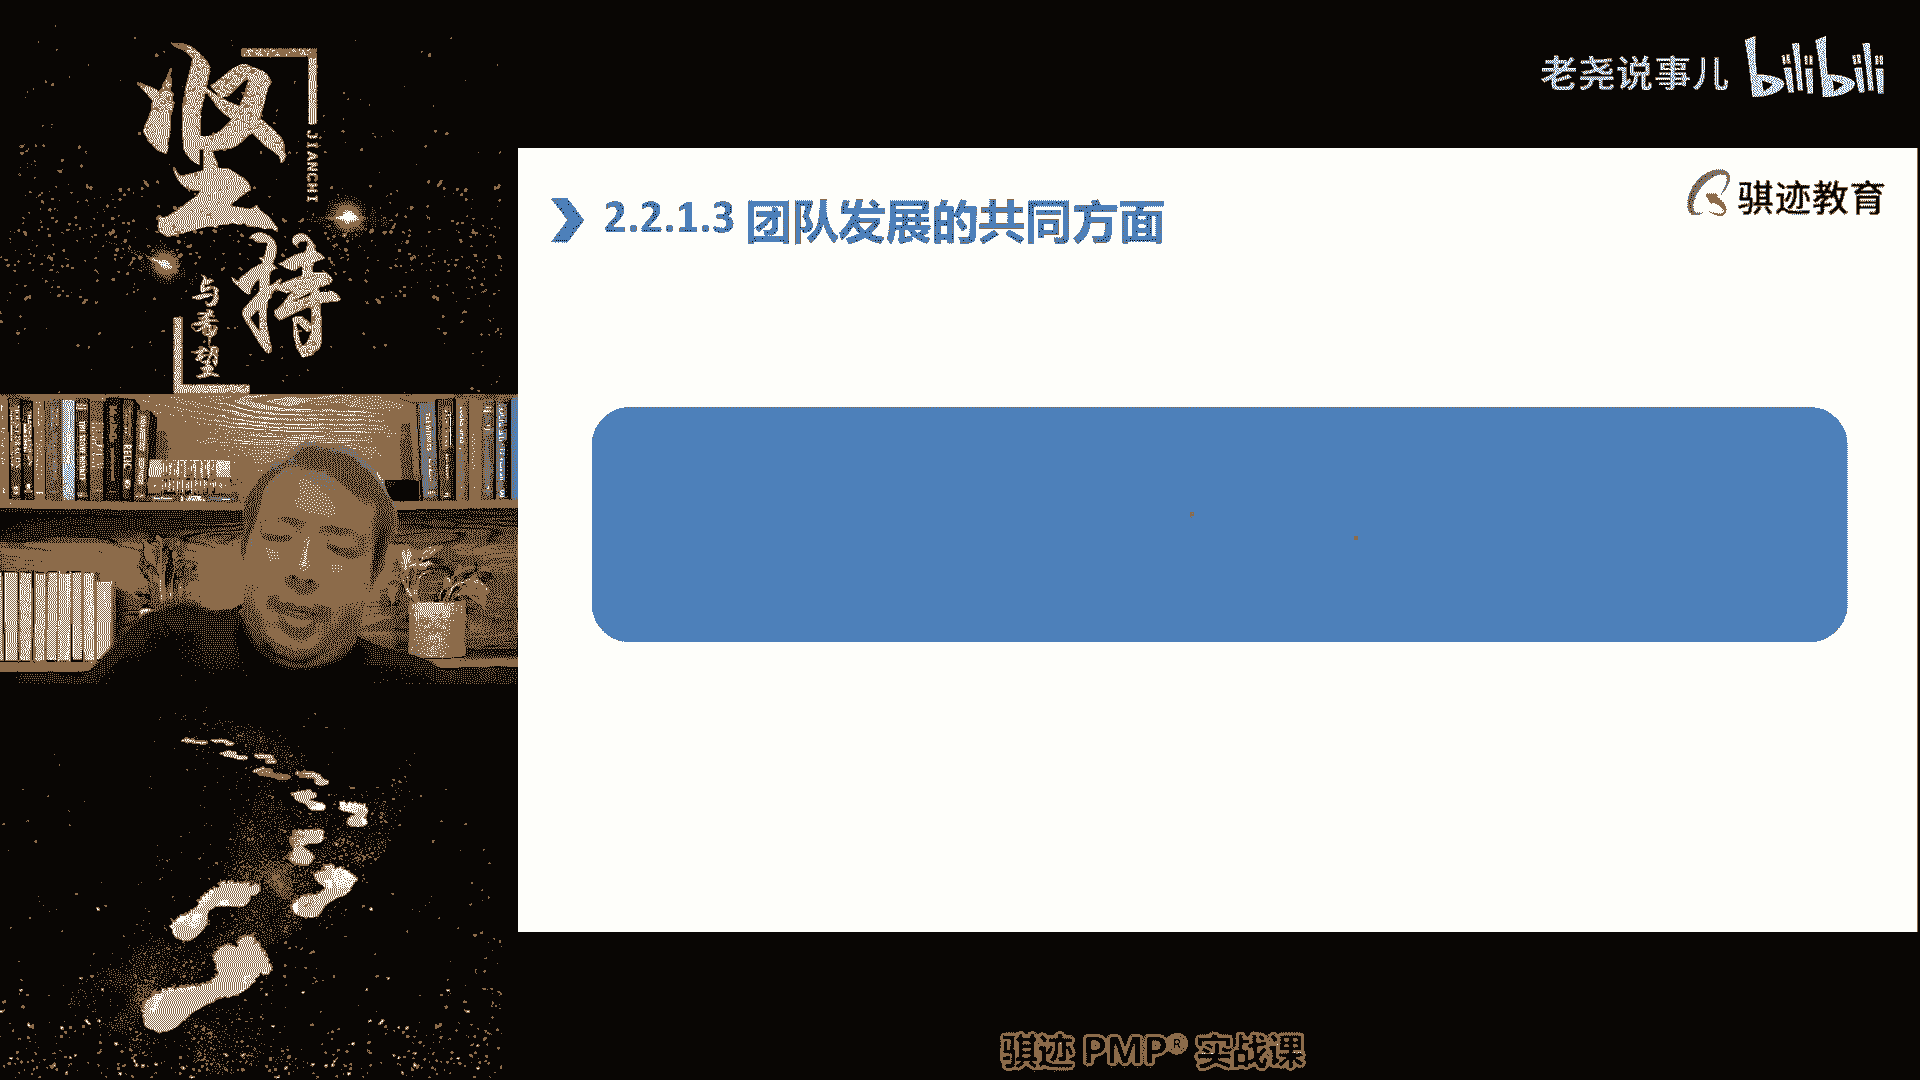 坚持
JIANCHI
与希望
老尧说事儿 bilibili
骐迹教育
2.2.1.3 团队发展的共同方面
骐迹 PMP® 实战课